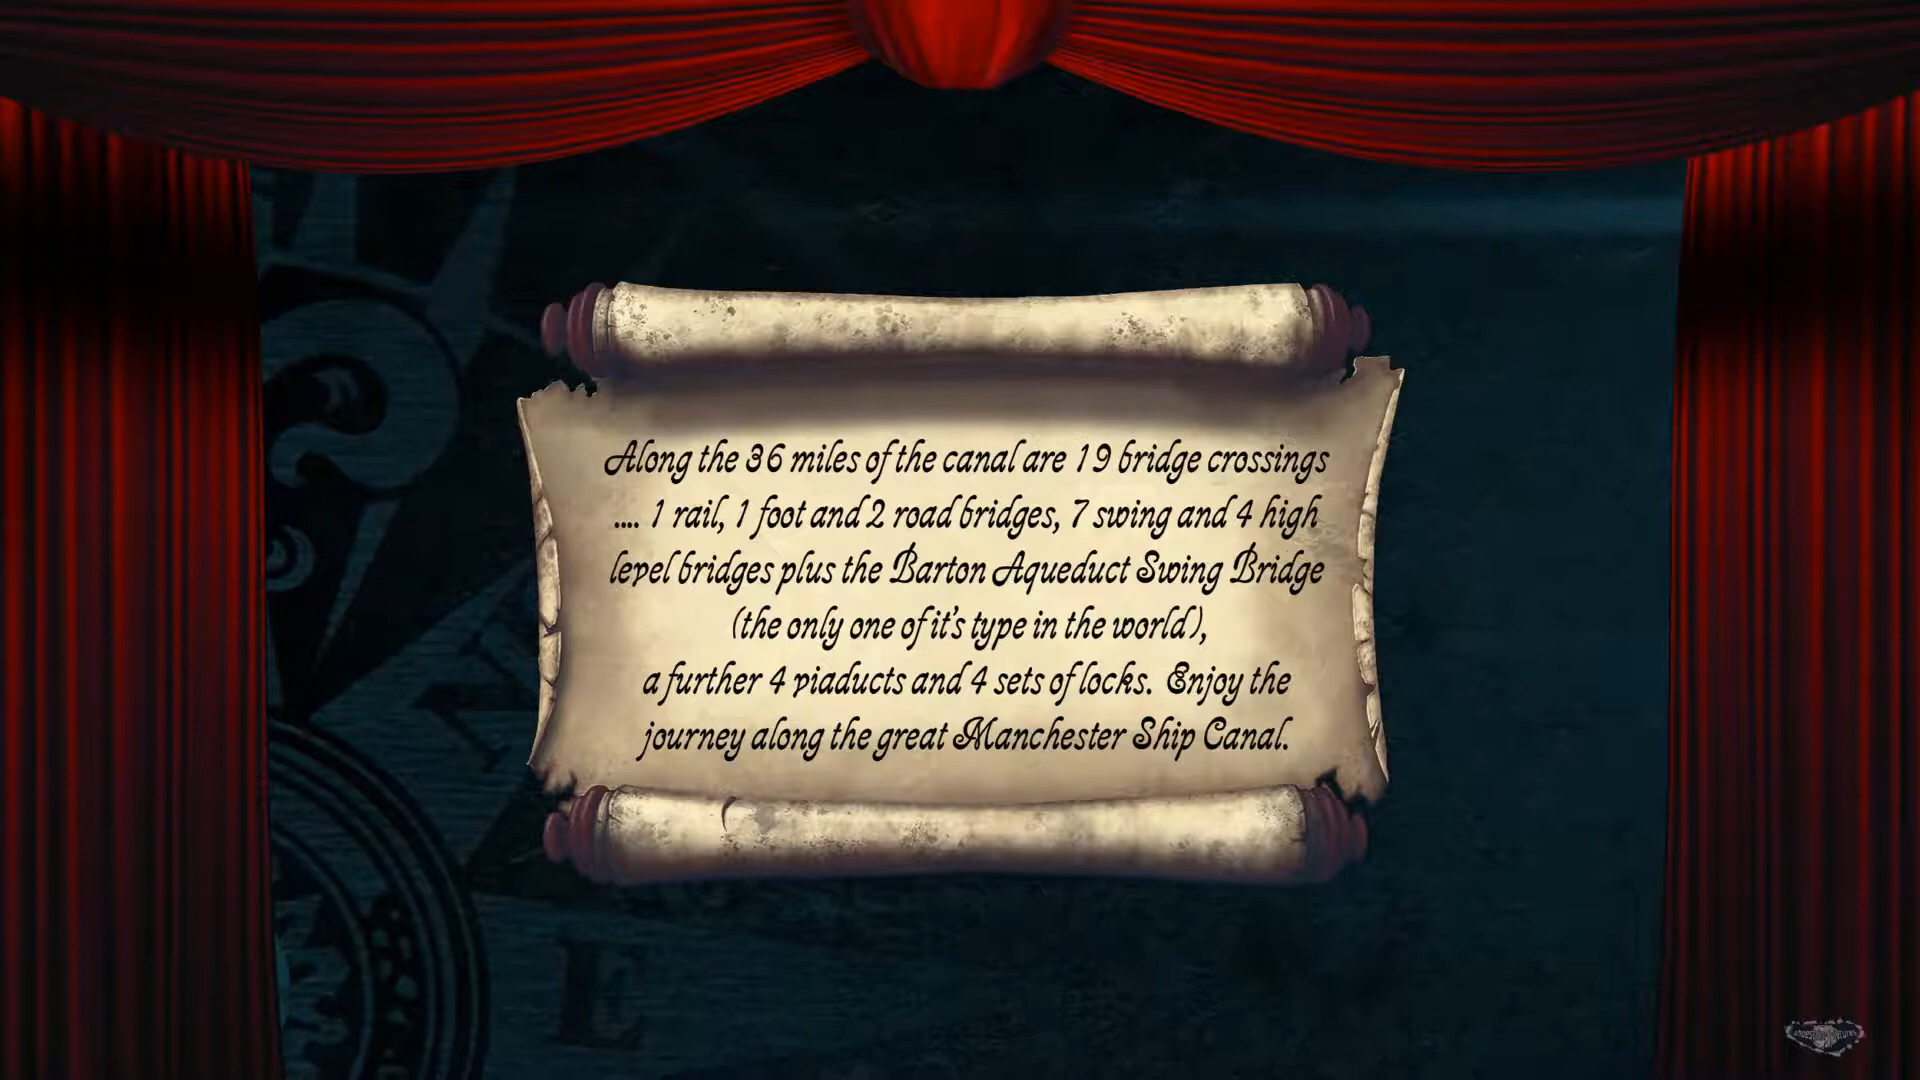 Along the 36 miles of the canal are 19 bridge crossings
.... 1 rail, 1 foot and 2 road bridges, 7 swing and 4 high
level bridges plus the Barton Aqueduct Swing Bridge
(the only one of it's type in the world),
a further 4 viaducts and 4 sets of locks. Enjoy the
journey along the great Manchester Ship Canal.
E